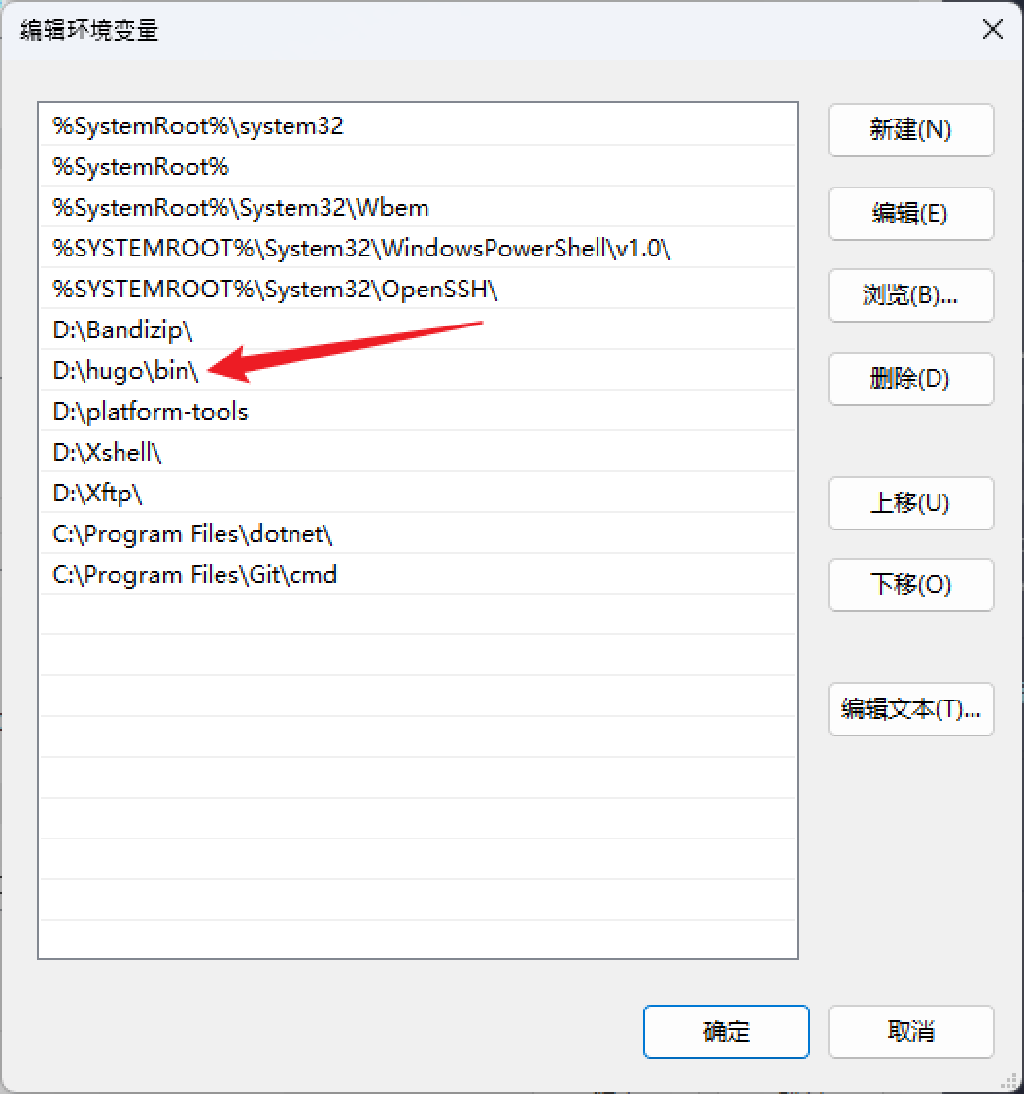 编辑环境变量
%SystemRoot%\system32
%SystemRoot%
%SystemRoot%\System32\Wbem
%SYSTEMROOT%\System32\WindowsPowerShell\v1.0\
%SYSTEMROOT%\System32\OpenSSH\
D:\Bandizip\
D:\hugo\bin\
D:\platform-tools
D:\Xshell\
D:\Xftp\
C:\Program Files\dotnet\
C:\Program Files\Git\cmd
新建(N)
编辑(E)
浏览(B)...
删除(D)
上移(U)
下移(O)
编辑文本(T)...
确定
取消